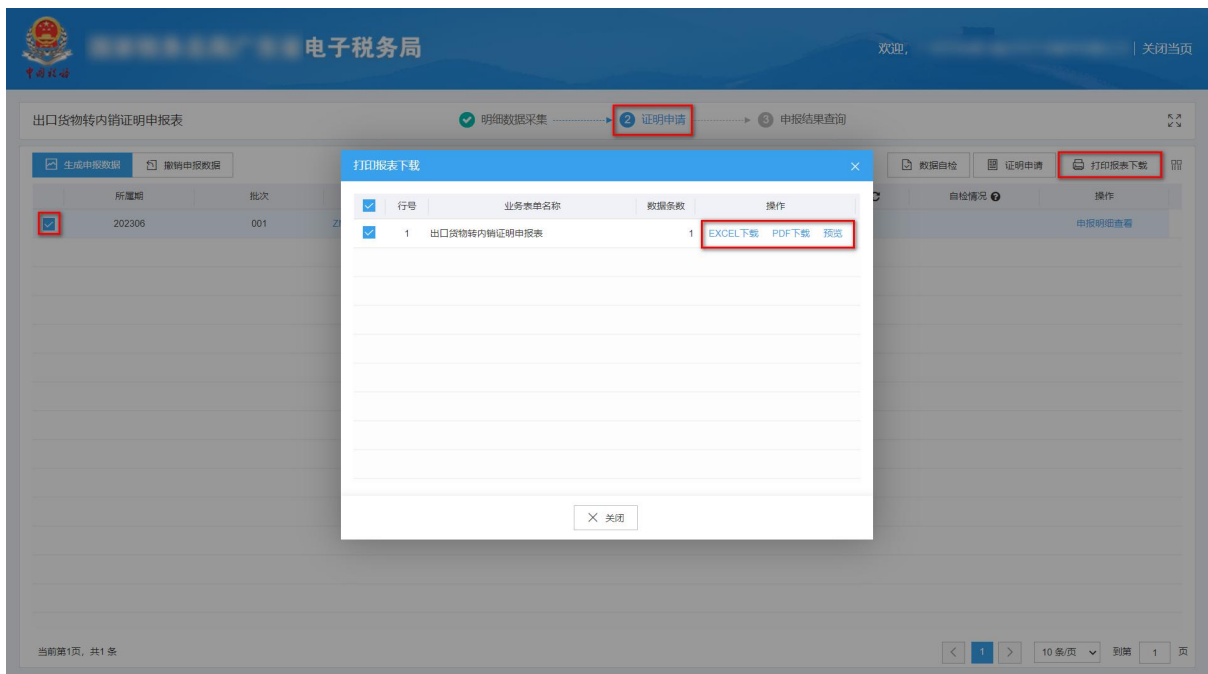 中国税务
电子税务局
欢迎,
关闭当页
出口货物转内销证明申报表
明细数据采集
2 证明申请
3 申报结果查询
生成申报数据 撤销申报数据
数据自检 证明申请 打印报表下载
所属期 批次 自检情况 操作
202306 001 申报明细查看
打印报表下载
行号 业务表单名称 数据条数 操作
1 出口货物转内销证明申报表 1 EXCEL下载 PDF下载 预览
关闭
当前第1页, 共1 条
1 10 条/页 到第 1 页